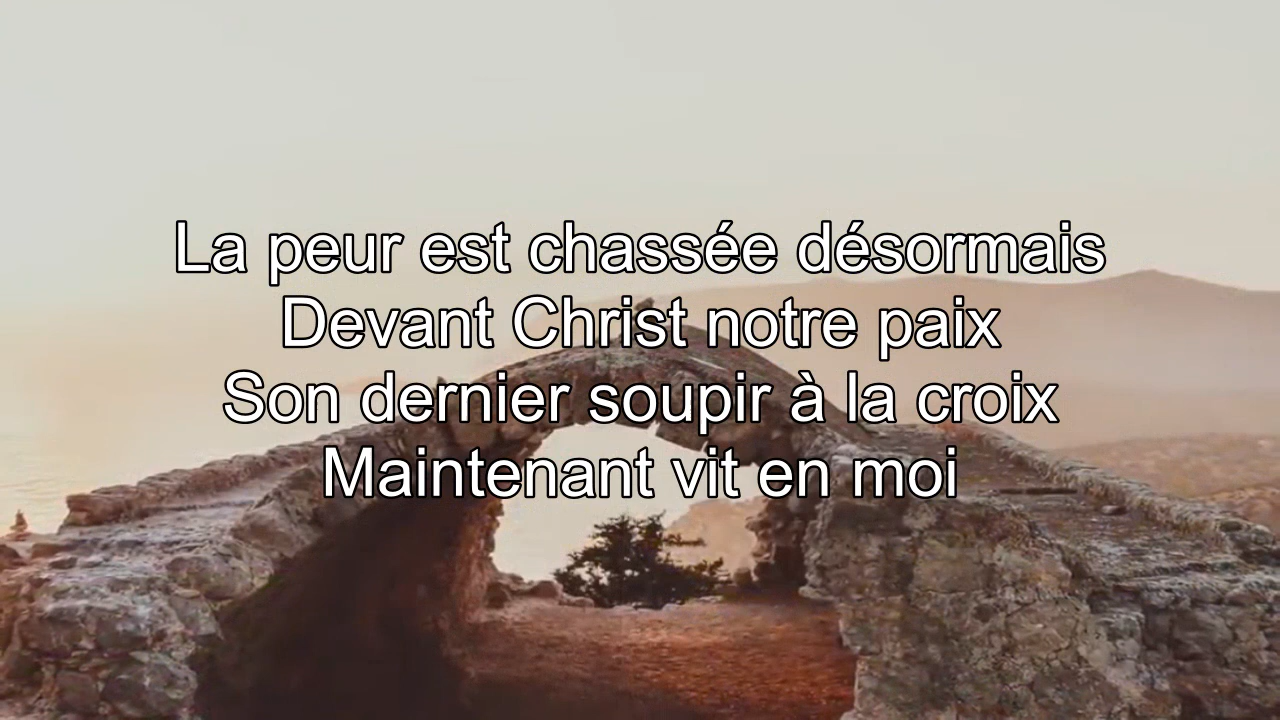 La peur est chassée désormais
Devant Christ notre paix
Son dernier soupir à la croix
Maintenant vit en moi